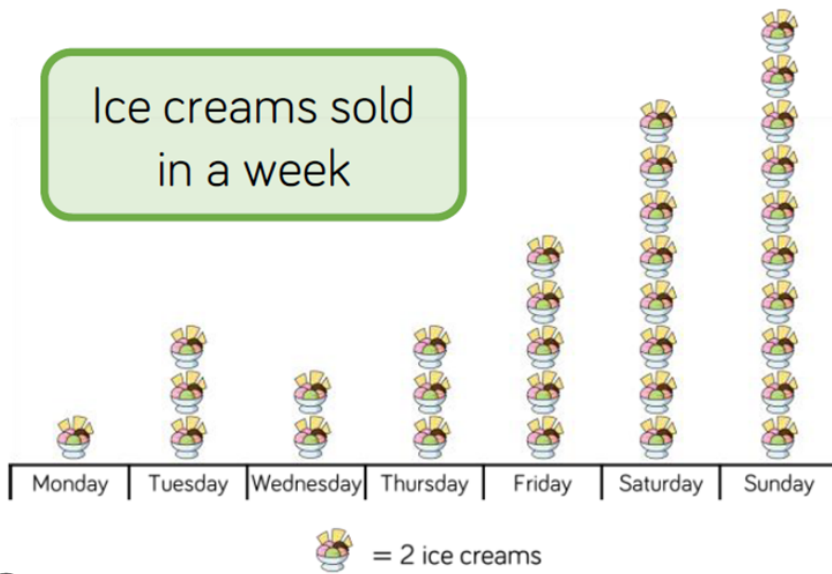 Ice creams sold
in a week
Monday Tuesday Wednesday Thursday Friday Saturday Sunday
= 2 ice creams